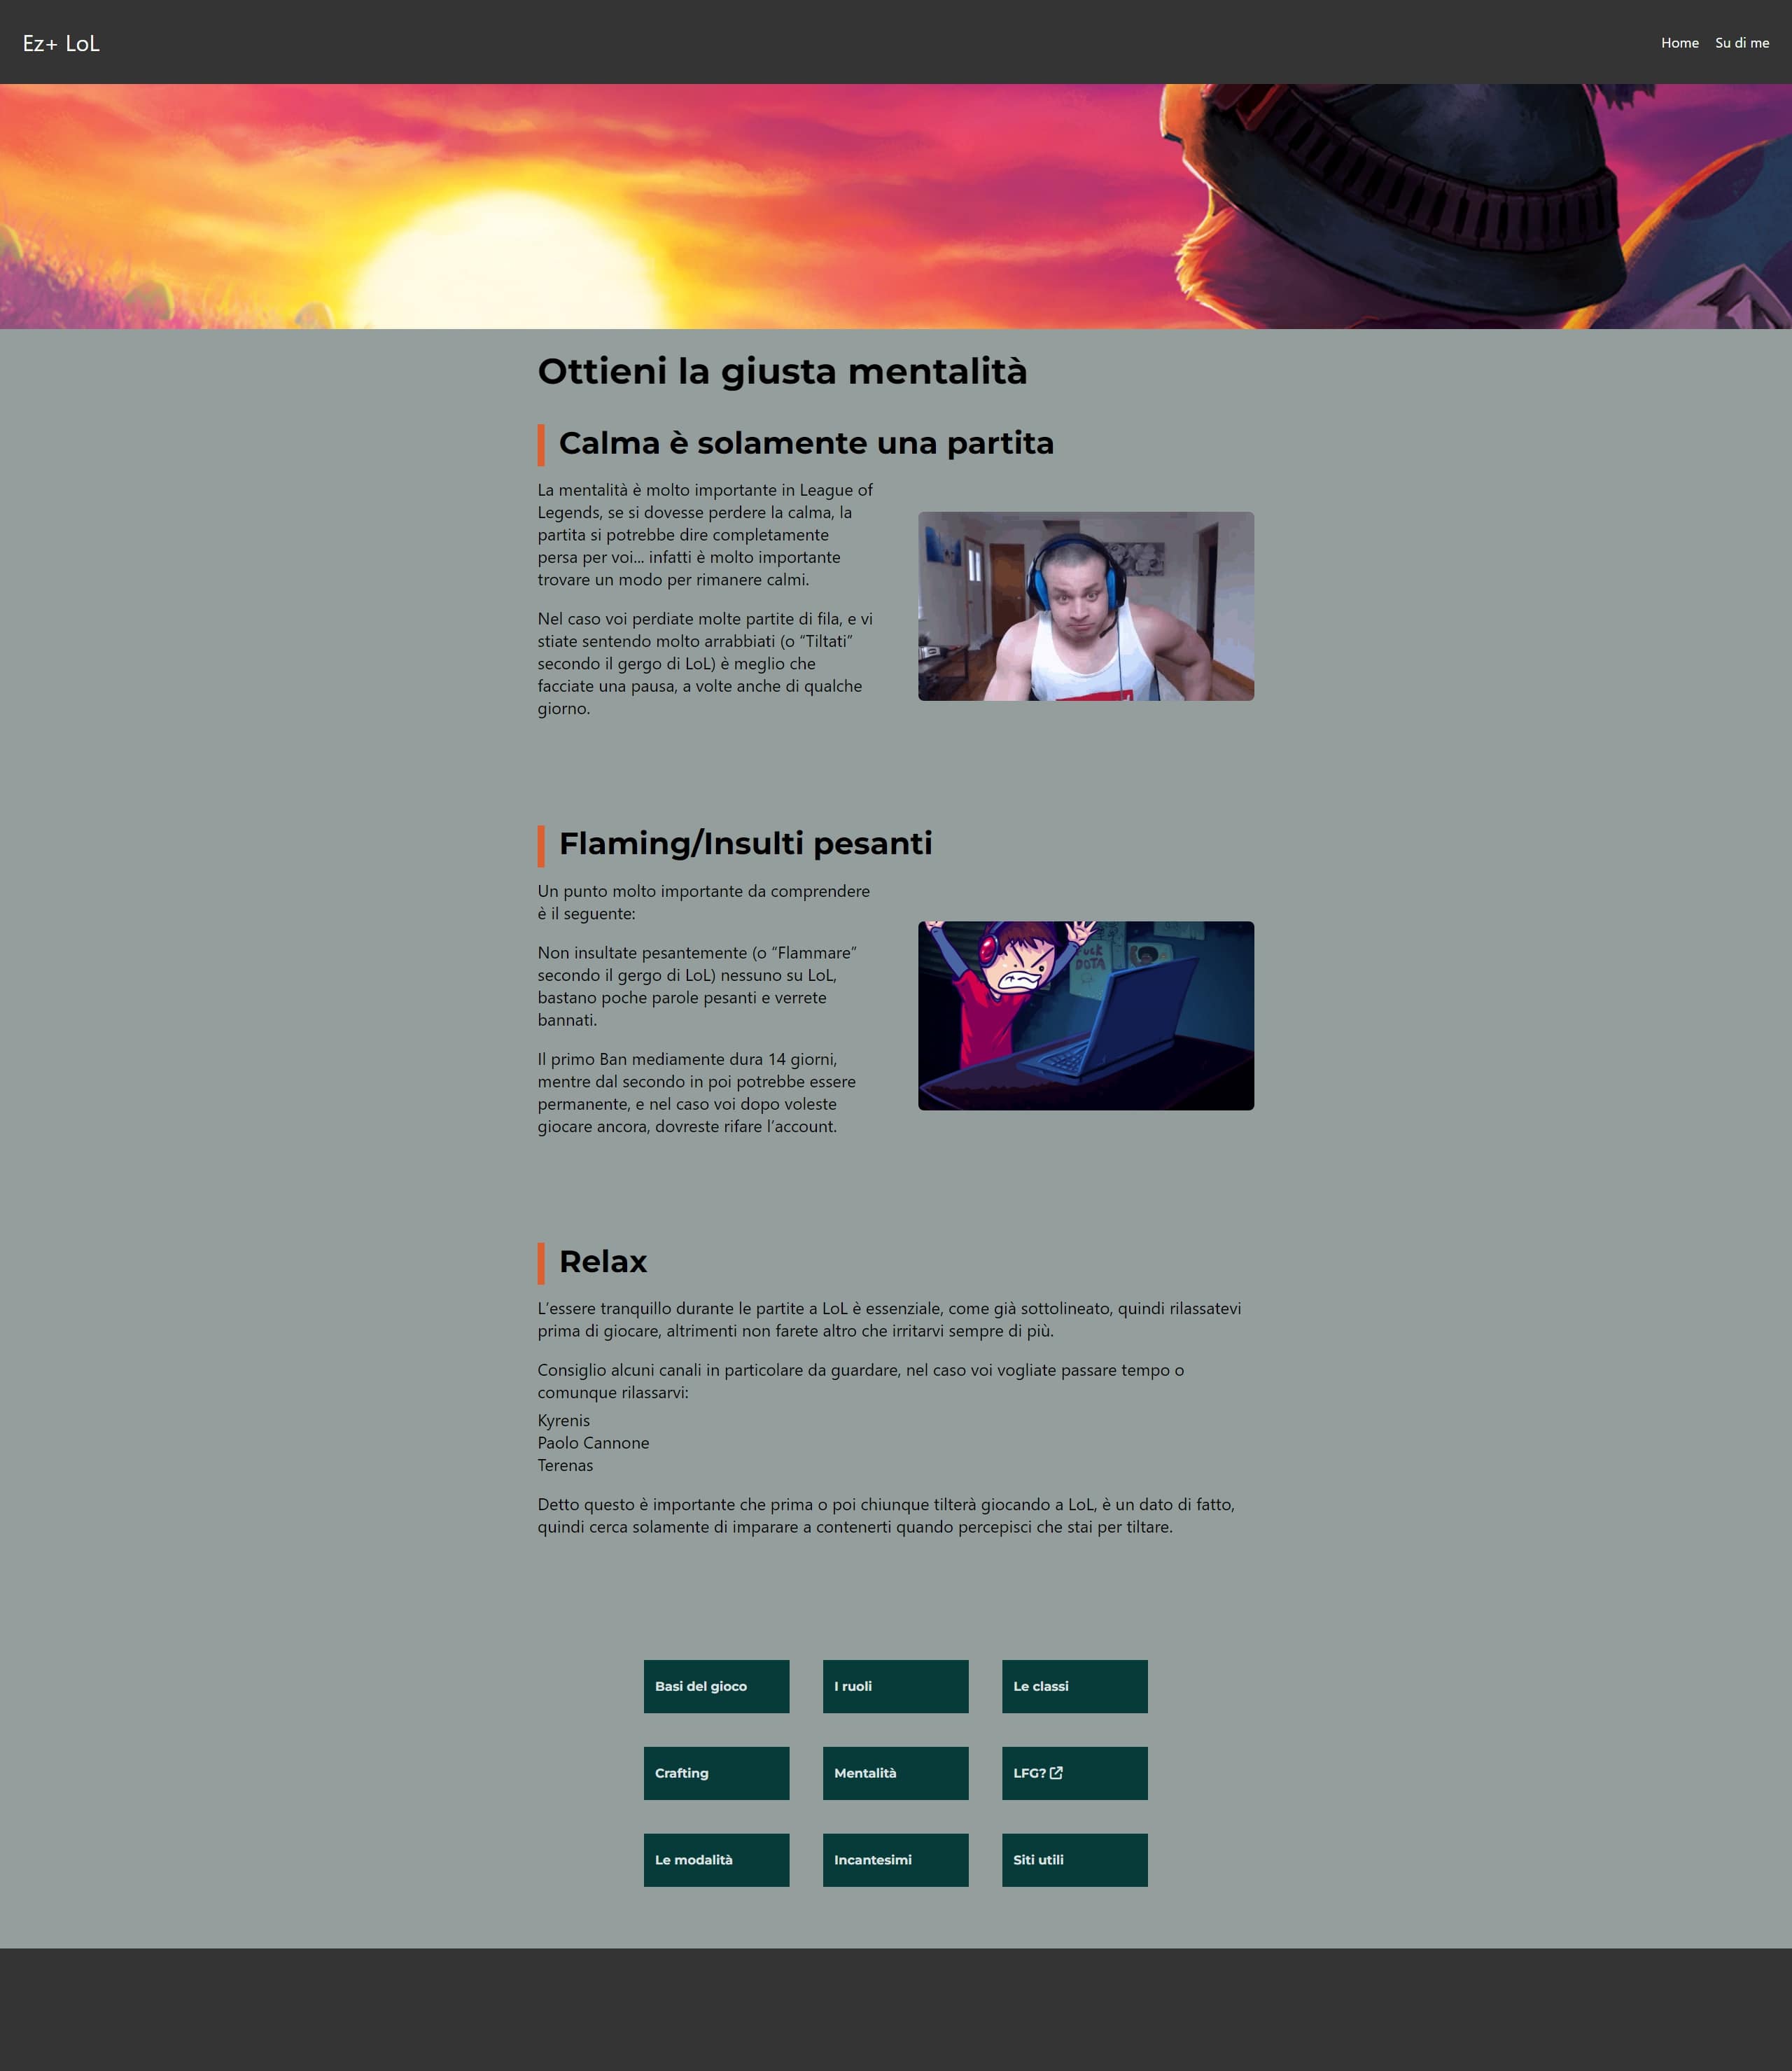 Ez+ LoL
Home
Su di me
Ottieni la giusta mentalità
Calma è solamente una partita
La mentalità è molto importante in League of
Legends, se si dovesse perdere la calma, la
partita si potrebbe dire completamente
persa per voi... infatti è molto importante
trovare un modo per rimanere calmi.
Nel caso voi perdiate molte partite di fila, e vi
stiate sentendo molto arrabbiati (o “Tiltati”
secondo il gergo di LoL) è meglio che
facciate una pausa, a volte anche di qualche
giorno.
Flaming/Insulti pesanti
Un punto molto importante da comprendere
è il seguente:
Non insultate pesantemente (o “Flammare”
secondo il gergo di LoL) nessuno su LoL,
bastano poche parole pesanti e verrete
bannati.
Il primo Ban mediamente dura 14 giorni,
mentre dal secondo in poi potrebbe essere
permanente, e nel caso voi dopo voleste
giocare ancora, dovreste rifare l’account.
DOTA
Relax
L’essere tranquillo durante le partite a LoL è essenziale, come già sottolineato, quindi rilassatevi
prima di giocare, altrimenti non farete altro che irritarvi sempre di più.
Consiglio alcuni canali in particolare da guardare, nel caso voi vogliate passare tempo o
comunque rilassarvi:
Kyrenis
Paolo Cannone
Terenas
Detto questo è importante che prima o poi chiunque tilterà giocando a LoL, è un dato di fatto,
quindi cerca solamente di imparare a contenerti quando percepisci che stai per tiltare.
Basi del gioco
I ruoli
Le classi
Crafting
Mentalità
LFG?
Le modalità
Incantesimi
Siti utili